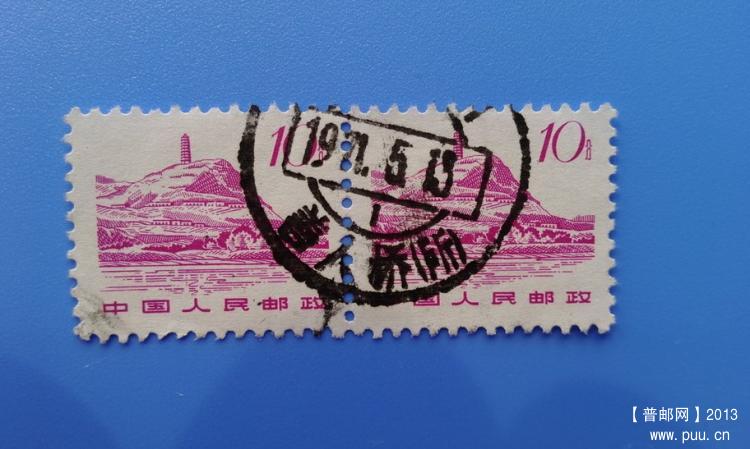 10分
10分
1971.5.13
1
中国人民邮政
国人民邮政
【普邮网】2013
www.puu.cn